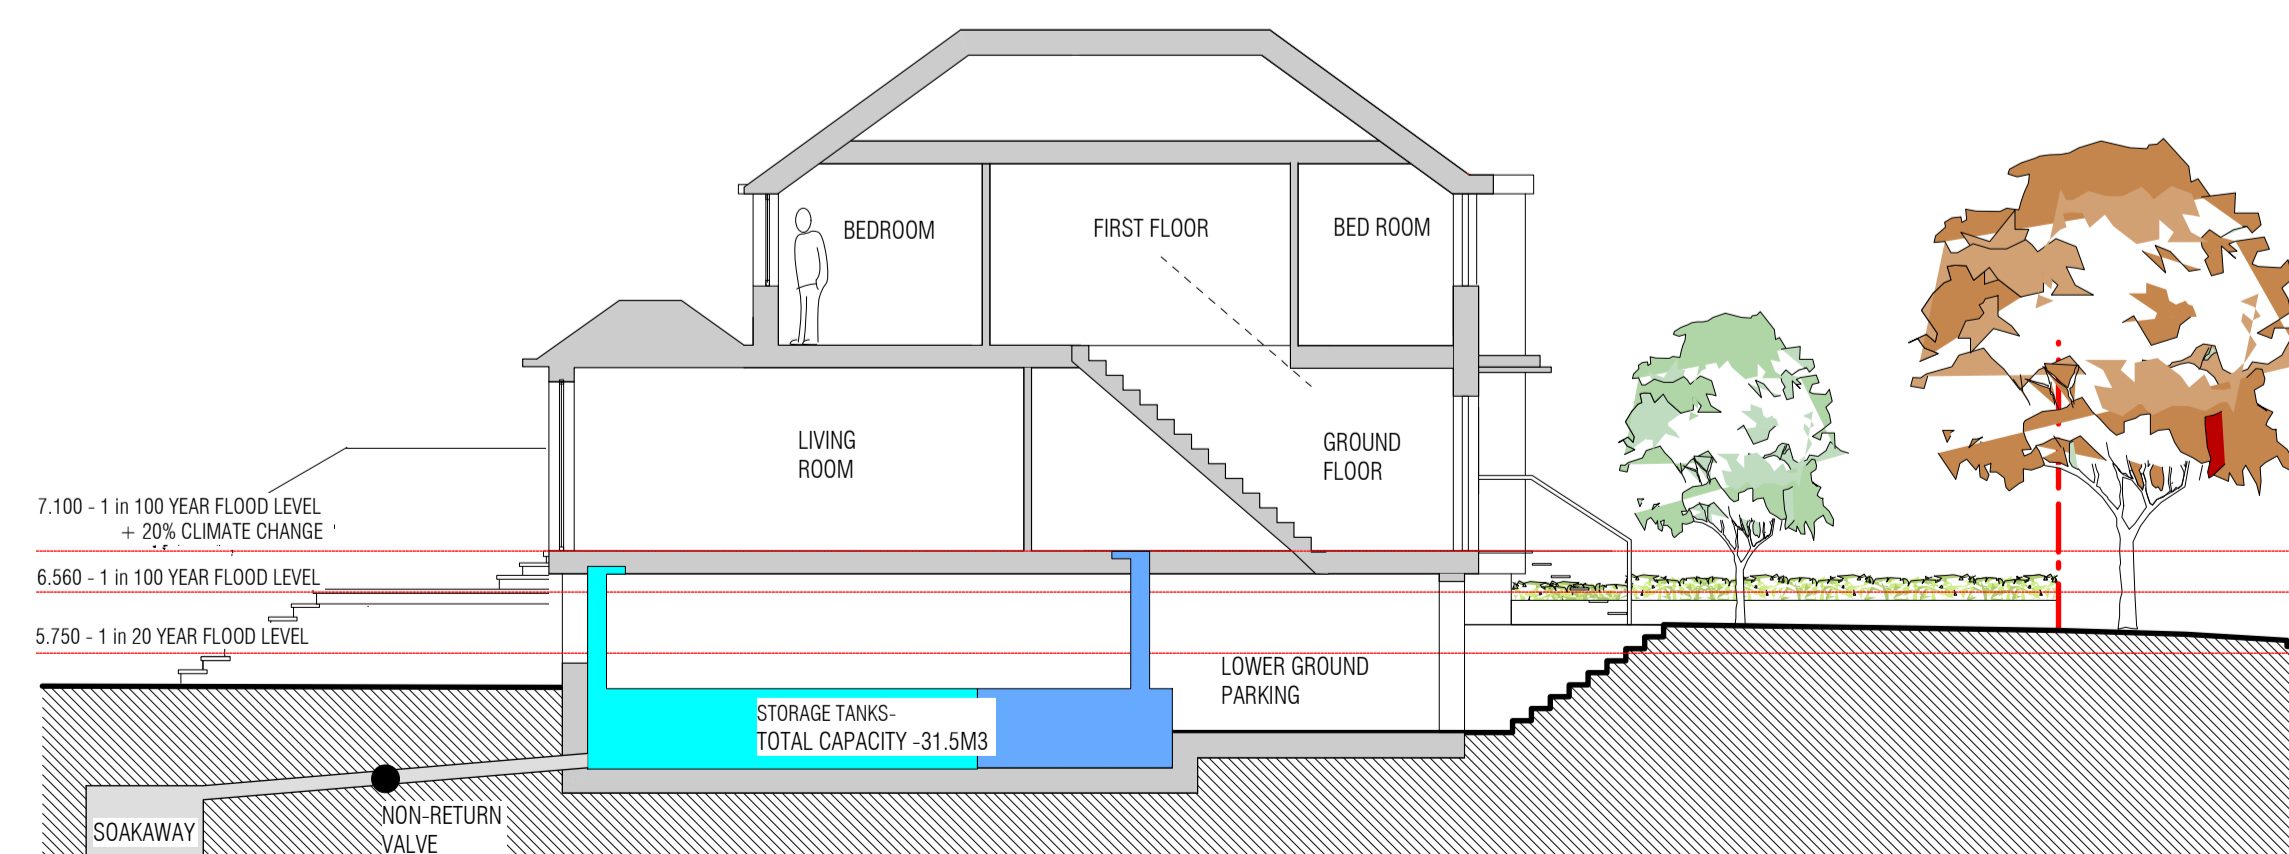 BEDROOM
FIRST FLOOR
BED ROOM
LIVING
ROOM
GROUND
FLOOR
7.100 - 1 in 100 YEAR FLOOD LEVEL
+ 20% CLIMATE CHANGE
6.560 - 1 in 100 YEAR FLOOD LEVEL
5.750 - 1 in 20 YEAR FLOOD LEVEL
LOWER GROUND
PARKING
STORAGE TANKS-
TOTAL CAPACITY -31.5M3
NON-RETURN
VALVE
SOAKAWAY